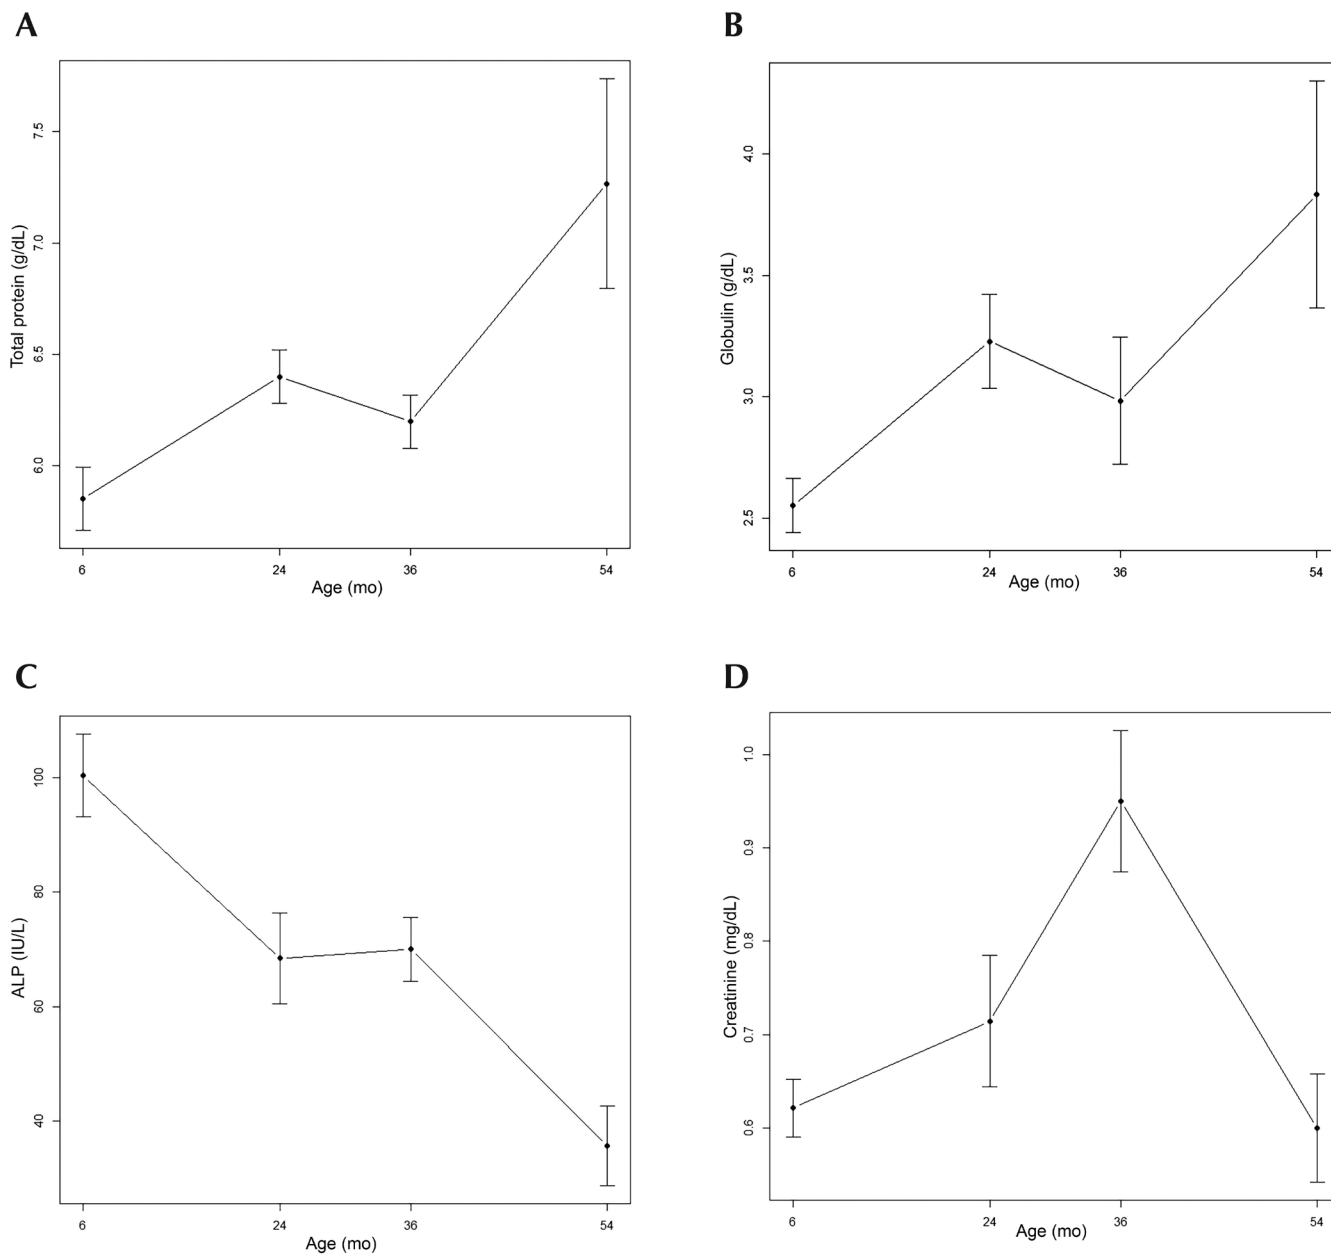 A
7.5
7.0
6.5
6.0
Total protein (g/dL)
6 24 36 54
Age (mo)
B
4.0
3.5
3.0
2.5
Globulin (g/dL)
6 24 36 54
Age (mo)
C
100
80
60
40
ALP (IU/L)
6 24 36 54
Age (mo)
D
1.0
0.9
0.8
0.7
0.6
Creatinine (mg/dL)
6 24 36 54
Age (mo)